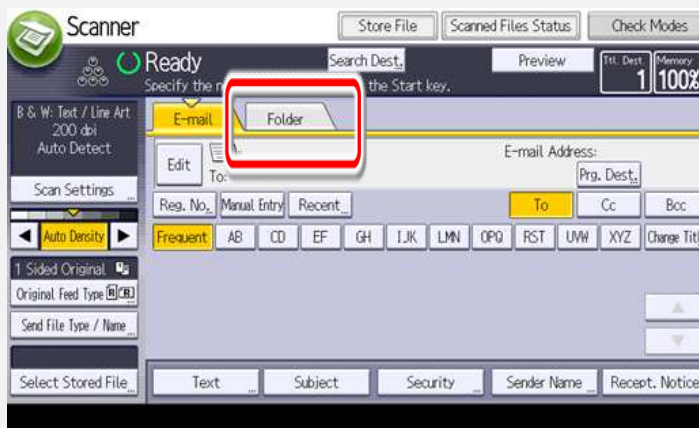 Scanner
Store File
Scanned Files Status
Check Modes
Ready
Search Dest.
Preview
Ttl. Dest.
1
Memory
100%
Specify the
the Start key.
B & W: Text / Line Art
200 dpi
Auto Detect
Scan Settings
Auto Density
1 Sided Original
Original Feed Type
Send File Type / Name
Select Stored File
E-mail
Folder
Edit
To:
E-mail Address:
Prg. Dest.
Reg. No.
Manual Entry
Recent
To
Cc
Bcc
Frequent
AB
CD
EF
GH
IJK
LMN
OPQ
RST
UVW
XYZ
Change Titl
Text
Subject
Security
Sender Name
Recept. Notice